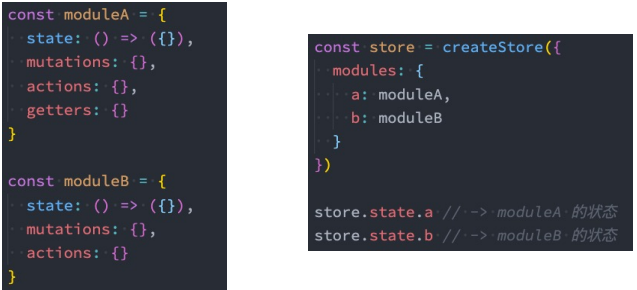 const moduleA = {
  state: () => ({}),
  mutations: {},
  actions: {},
  getters: {}
}

const moduleB = {
  state: () => ({}),
  mutations: {},
  actions: {}
}

const store = createStore({
  modules: {
    a: moduleA,
    b: moduleB
  }
})

store.state.a // -> moduleA 的状态
store.state.b // -> moduleB 的状态